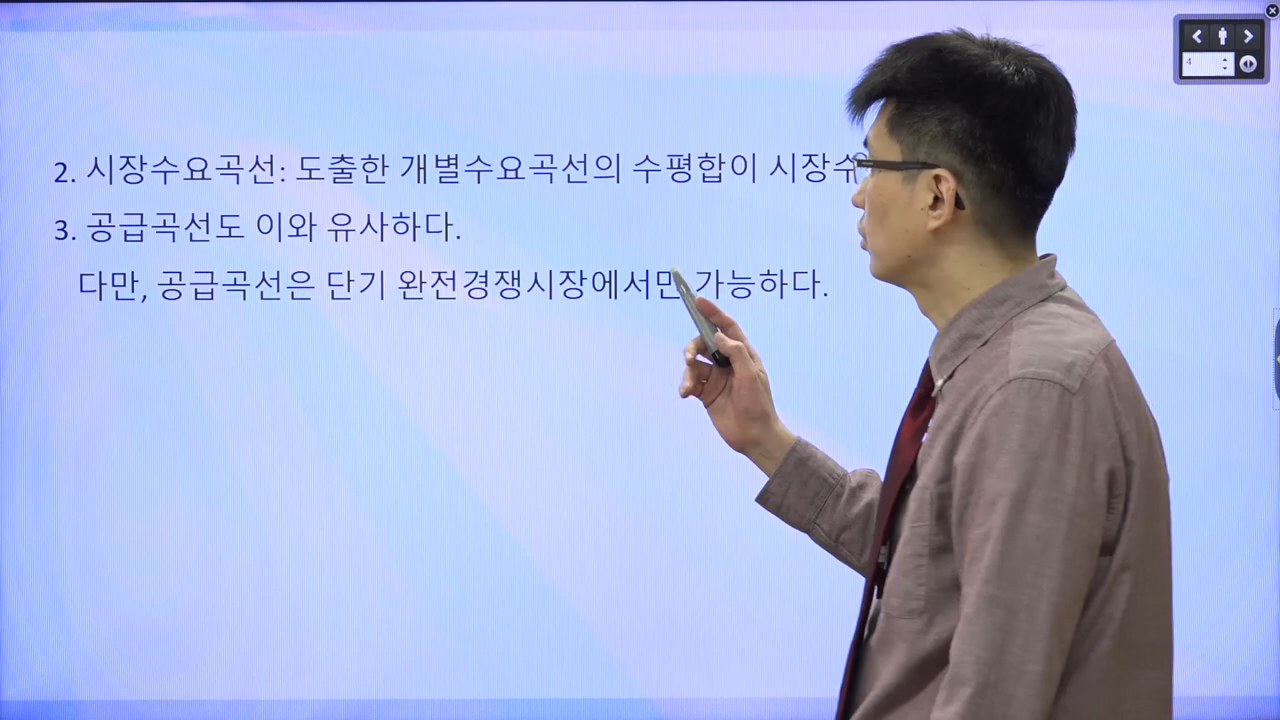 2. 시장수요곡선: 도출한 개별수요곡선의 수평합이 시장수
3. 공급곡선도 이와 유사하다.
다만, 공급곡선은 단기 완전경쟁시장에서만 가능하다.
4